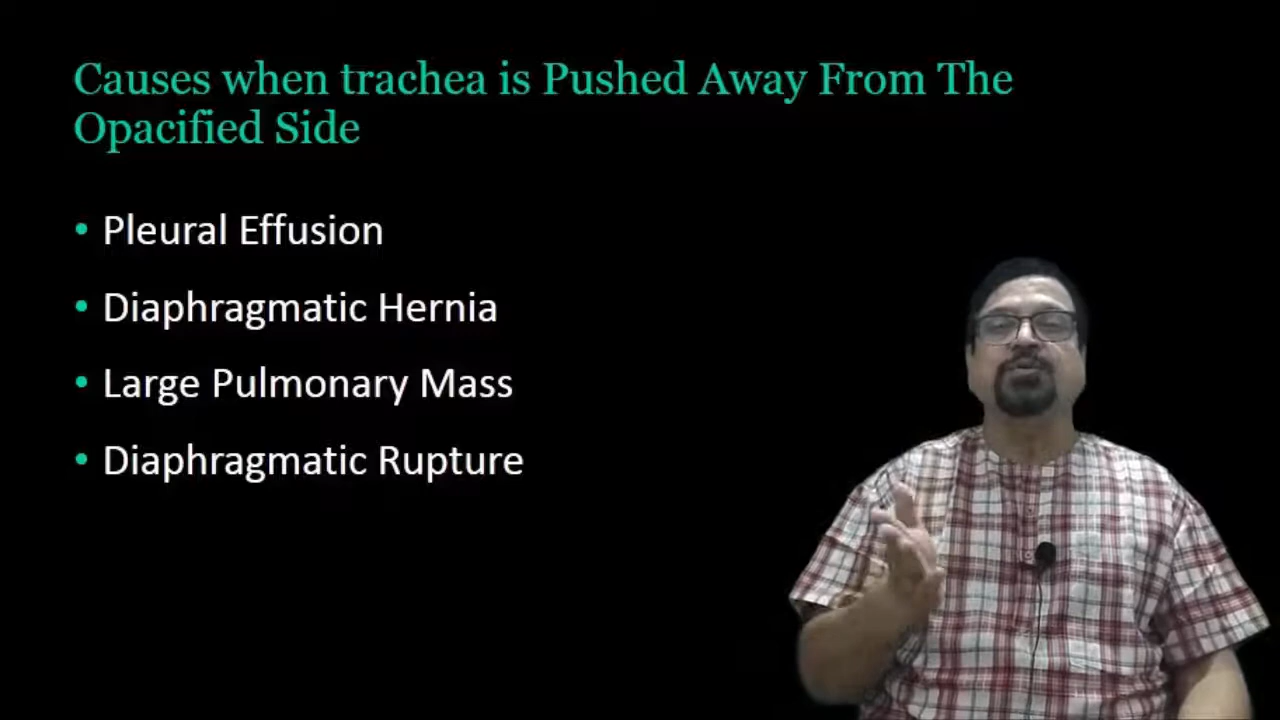 Causes when trachea is Pushed Away From The
Opacified Side
• Pleural Effusion
• Diaphragmatic Hernia
• Large Pulmonary Mass
• Diaphragmatic Rupture